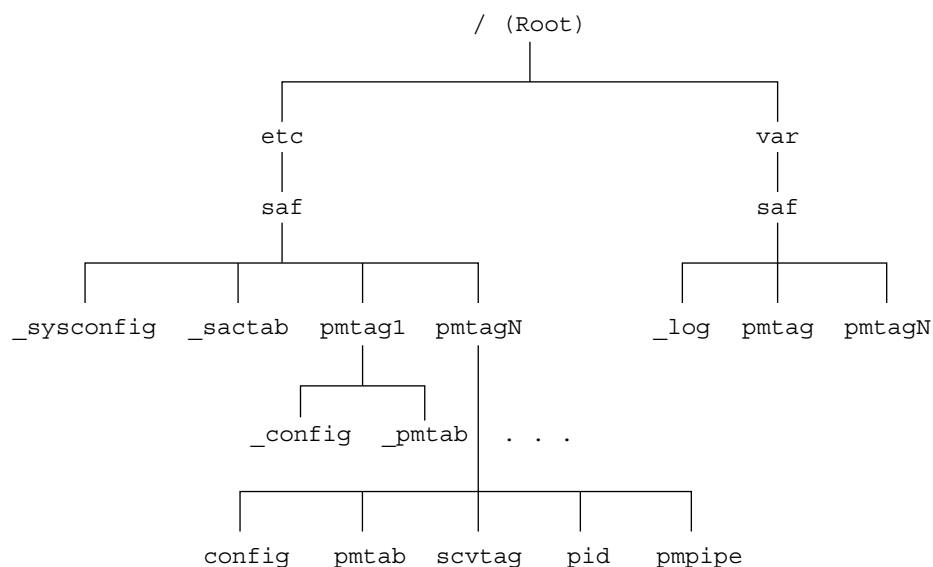 / (Root)
etc var
saf saf
_sysconfig _sactab pmtag1 pmtagN _log pmtag pmtagN
_config _pmtab . . .
config pmtab scvtag pid pmpipe